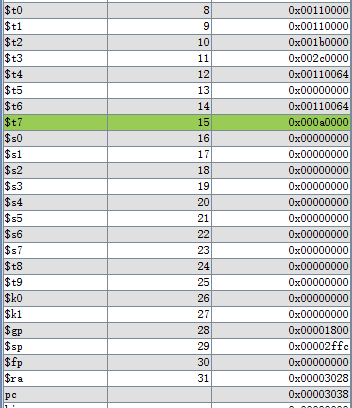 $t0 8 0x00110000
$t1 9 0x00110000
$t2 10 0x001b0000
$t3 11 0x002c0000
$t4 12 0x00110064
$t5 13 0x00000000
$t6 14 0x00110064
$t7 15 0x000a0000
$s0 16 0x00000000
$s1 17 0x00000000
$s2 18 0x00000000
$s3 19 0x00000000
$s4 20 0x00000000
$s5 21 0x00000000
$s6 22 0x00000000
$s7 23 0x00000000
$t8 24 0x00000000
$t9 25 0x00000000
$k0 26 0x00000000
$k1 27 0x00000000
$gp 28 0x00001800
$sp 29 0x00002ffc
$fp 30 0x00000000
$ra 31 0x00003028
pc 0x00003038